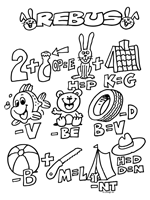 REBUS
2+ P=E +
H=P K=G
-V -BE B=D
-V
-B + M=L + H=D
D=N
-NT